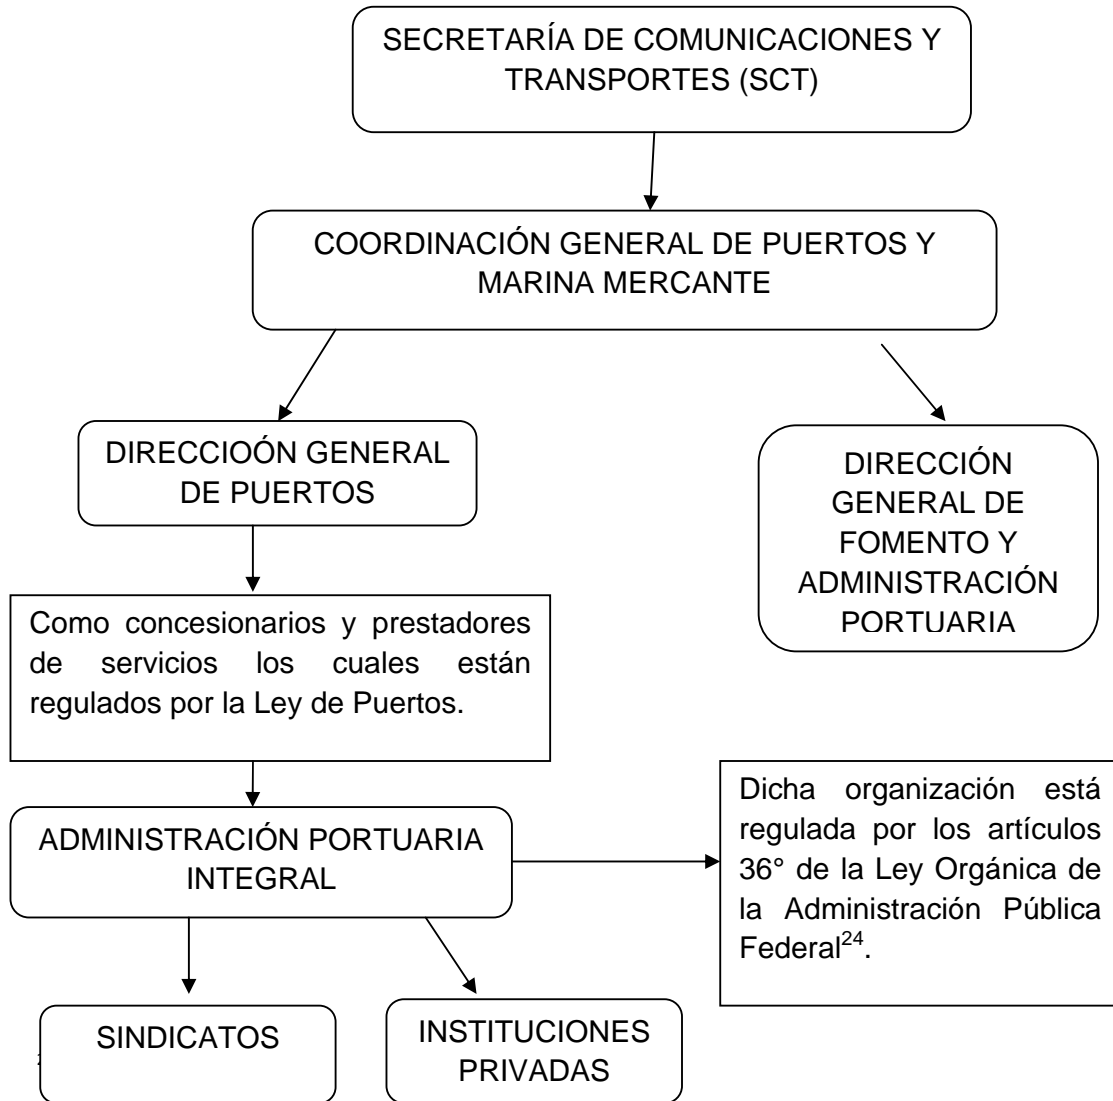 SECRETARÍA DE COMUNICACIONES Y
TRANSPORTES (SCT)
COORDINACIÓN GENERAL DE PUERTOS Y
MARINA MERCANTE
DIRECCIOÓN GENERAL
DE PUERTOS
DIRECCIÓN
GENERAL DE
FOMENTO Y
ADMINISTRACIÓN
PORTUARIA
Como concesionarios y prestadores
de servicios los cuales están
regulados por la Ley de Puertos.
ADMINISTRACIÓN PORTUARIA
INTEGRAL
Dicha organización está
regulada por los artículos
36° de la Ley Orgánica de
la Administración Pública
Federal24.
SINDICATOS
INSTITUCIONES
PRIVADAS